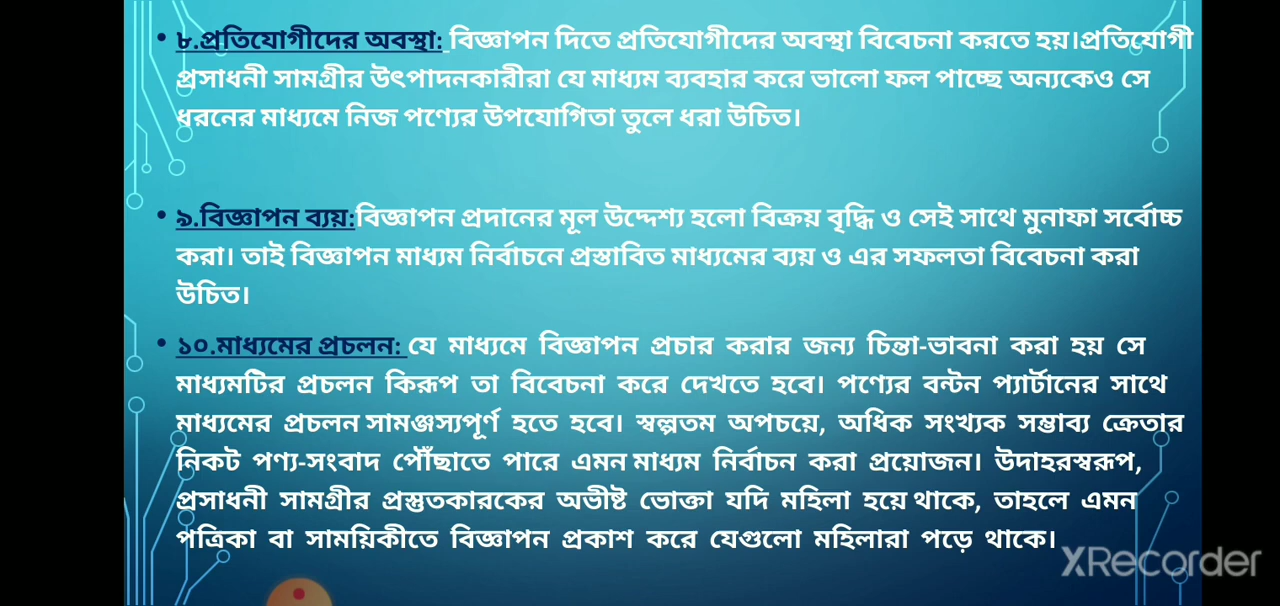 • ৮.প্রতিযোগীদের অবস্থা: বিজ্ঞাপন দিতে প্রতিযোগীদের অবস্থা বিবেচনা করতে হয়।প্রতিযোগী
প্রসাধনী সামগ্রীর উৎপাদনকারীরা যে মাধ্যম ব্যবহার করে ভালো ফল পাচ্ছে অন্যকেও সে
ধরনের মাধ্যমে নিজ পণ্যের উপযোগিতা তুলে ধরা উচিত।
• ৯.বিজ্ঞাপন ব্যয়:বিজ্ঞাপন প্রদানের মূল উদ্দেশ্য হলো বিক্রয় বৃদ্ধি ও সেই সাথে মুনাফা সর্বোচ্চ
করা। তাই বিজ্ঞাপন মাধ্যম নির্বাচনে প্রস্তাবিত মাধ্যমের ব্যয় ও এর সফলতা বিবেচনা করা
উচিত।
• ১০.মাধ্যমের প্রচলন: যে মাধ্যমে বিজ্ঞাপন প্রচার করার জন্য চিন্তা-ভাবনা করা হয় সে
মাধ্যমটির প্রচলন কিরূপ তা বিবেচনা করে দেখতে হবে। পণ্যের বন্টন প্যার্টানের সাথে
মাধ্যমের প্রচলন সামঞ্জস্যপূর্ণ হতে হবে। স্বল্পতম অপচয়ে, অধিক সংখ্যক সম্ভাব্য ক্রেতার
নিকট পণ্য-সংবাদ পৌঁছাতে পারে এমন মাধ্যম নির্বাচন করা প্রয়োজন। উদাহরস্বরূপ,
প্রসাধনী সামগ্রীর প্রস্তুতকারকের অভীষ্ট ভোক্তা যদি মহিলা হয়ে থাকে, তাহলে এমন
পত্রিকা বা সাময়িকীতে বিজ্ঞাপন প্রকাশ করে যেগুলো মহিলারা পড়ে থাকে।
XRecorder